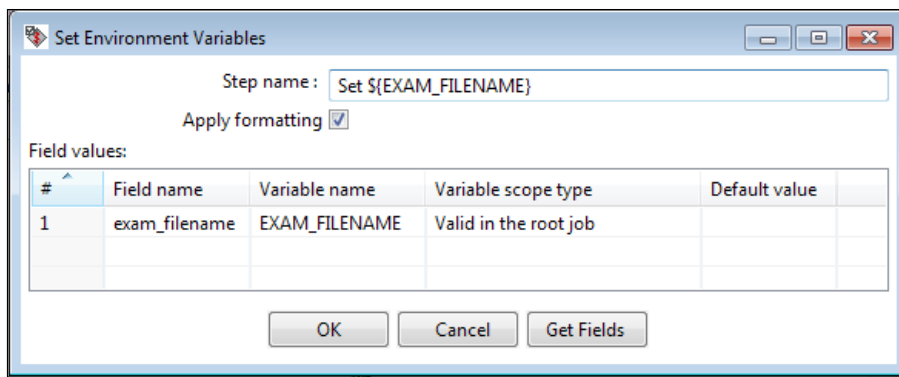 Set Environment Variables
Step name : Set ${EXAM_FILENAME}
Apply formatting
Field values:
# Field name Variable name Variable scope type Default value
1 exam_filename EXAM_FILENAME Valid in the root job
OK Cancel Get Fields